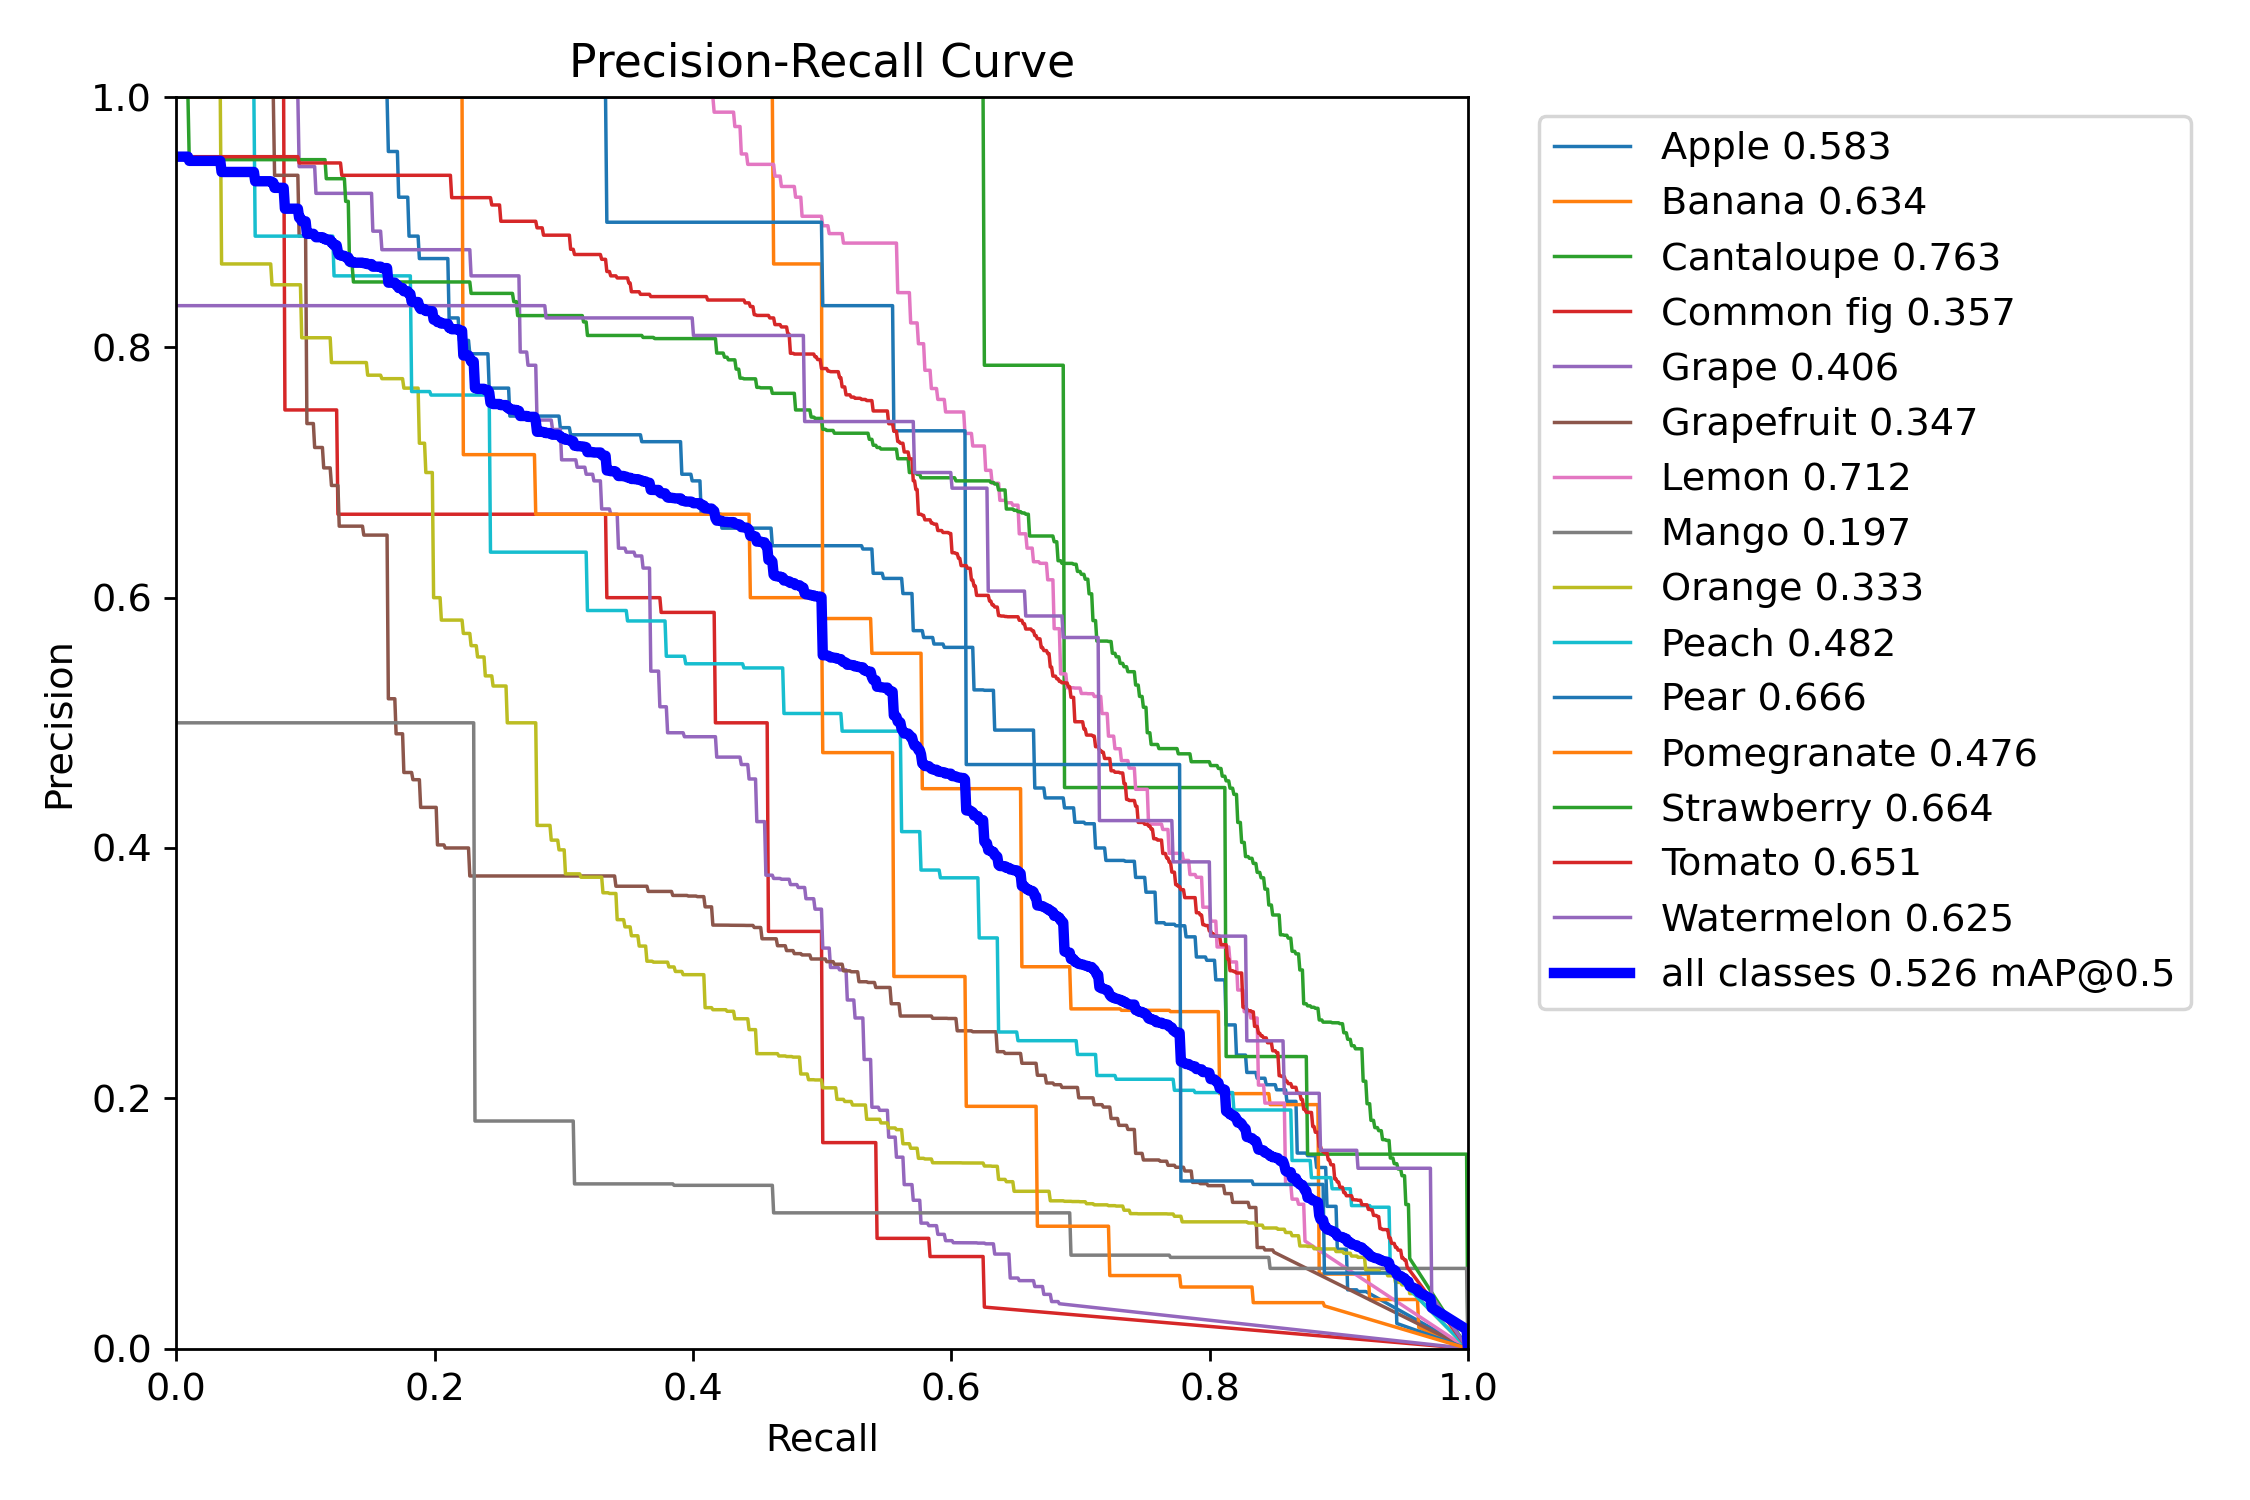 Precision-Recall Curve
1.0
0.8
0.6
0.4
0.2
0.0
Precision
0.0 0.2 0.4 0.6 0.8 1.0
Recall
Apple 0.583
Banana 0.634
Cantaloupe 0.763
Common fig 0.357
Grape 0.406
Grapefruit 0.347
Lemon 0.712
Mango 0.197
Orange 0.333
Peach 0.482
Pear 0.666
Pomegranate 0.476
Strawberry 0.664
Tomato 0.651
Watermelon 0.625
all classes 0.526 mAP@0.5